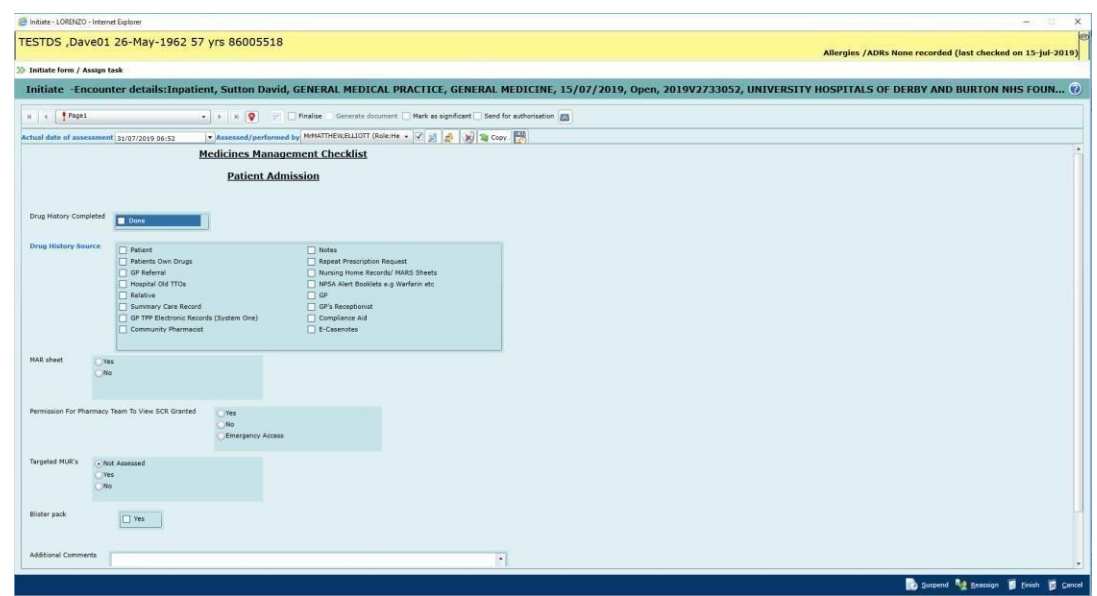 Initiate - LORENZO - Internet Explorer
TESTDS ,Dave01 26-May-1962 57 yrs 86005518
Allergies /ADRs None recorded (last checked on 15-Jul-2019)
Initiate form / Assign task
Initiate -Encounter details:Inpatient, Sutton David, GENERAL MEDICAL PRACTICE, GENERAL MEDICINE, 15/07/2019, Open, 2019V2733052, UNIVERSITY HOSPITALS OF DERBY AND BURTON NHS FOUN...
Page1 Finalise Generate document Mark as significant Send for authorisation
Actual date of assessment 31/07/2019 06:52 Assessed/performed by MrMATTHEW,ELLIOTT (Role:He Copy
Medicines Management Checklist
Patient Admission
Drug History Completed Done
Drug History Source
Patient Notes
Patients Own Drugs Repeat Prescription Request
GP Referral Nursing Home Records/ MARS Sheets
Hospital Old TTOs NPSA Alert Booklets e.g Warfarin etc
Relative GP
Summary Care Record GP's Receptionist
GP TPP Electronic Records (System One) Compliance Aid
Community Pharmacist E-Casenotes
MAR sheet Yes
No
Permission For Pharmacy Team To View SCR Granted Yes
No
Emergency Access
Targeted MUR's Not Assessed
Yes
No
Blister pack Yes
Additional Comments
Suspend Reassign Finish Cancel